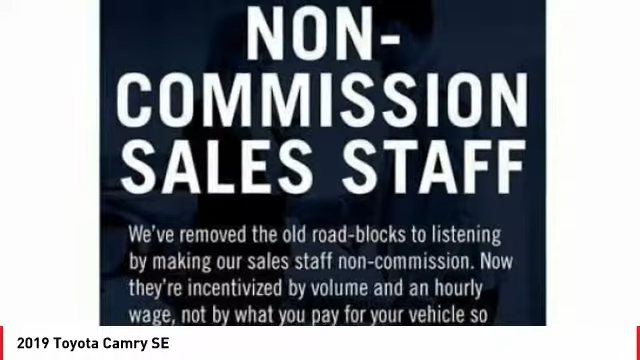 NON-
COMMISSION
SALES STAFF
We've removed the old road-blocks to listening
by making our sales staff non-commission. Now
they're incentivized by volume and an hourly
wage, not by what you pay for your vehicle so
2019 Toyota Camry SE